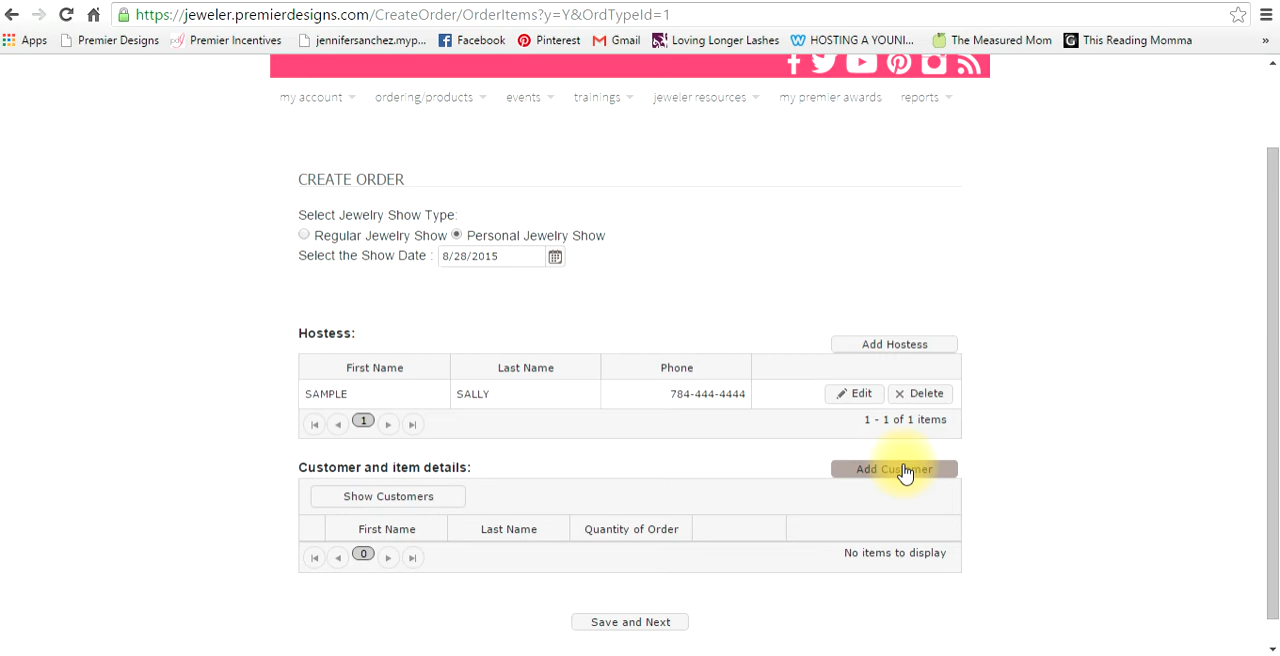 https://jeweler.premierdesigns.com/CreateOrder/OrderItems?y=Y&OrdTypeId=1
Apps Premier Designs Premier Incentives jennifersanchez.myp... Facebook Pinterest Gmail Loving Longer Lashes HOSTING A YOUNI... The Measured Mom This Reading Momma »
my account ordering/products events trainings jeweler resources my premier awards reports
CREATE ORDER
Select Jewelry Show Type:
Regular Jewelry Show Personal Jewelry Show
Select the Show Date : 8/28/2015
Hostess:
Add Hostess
First Name Last Name Phone
SAMPLE SALLY 784-444-4444 Edit Delete
1 1 - 1 of 1 items
Customer and item details: Add Customer
Show Customers
First Name Last Name Quantity of Order
0 No items to display
Save and Next